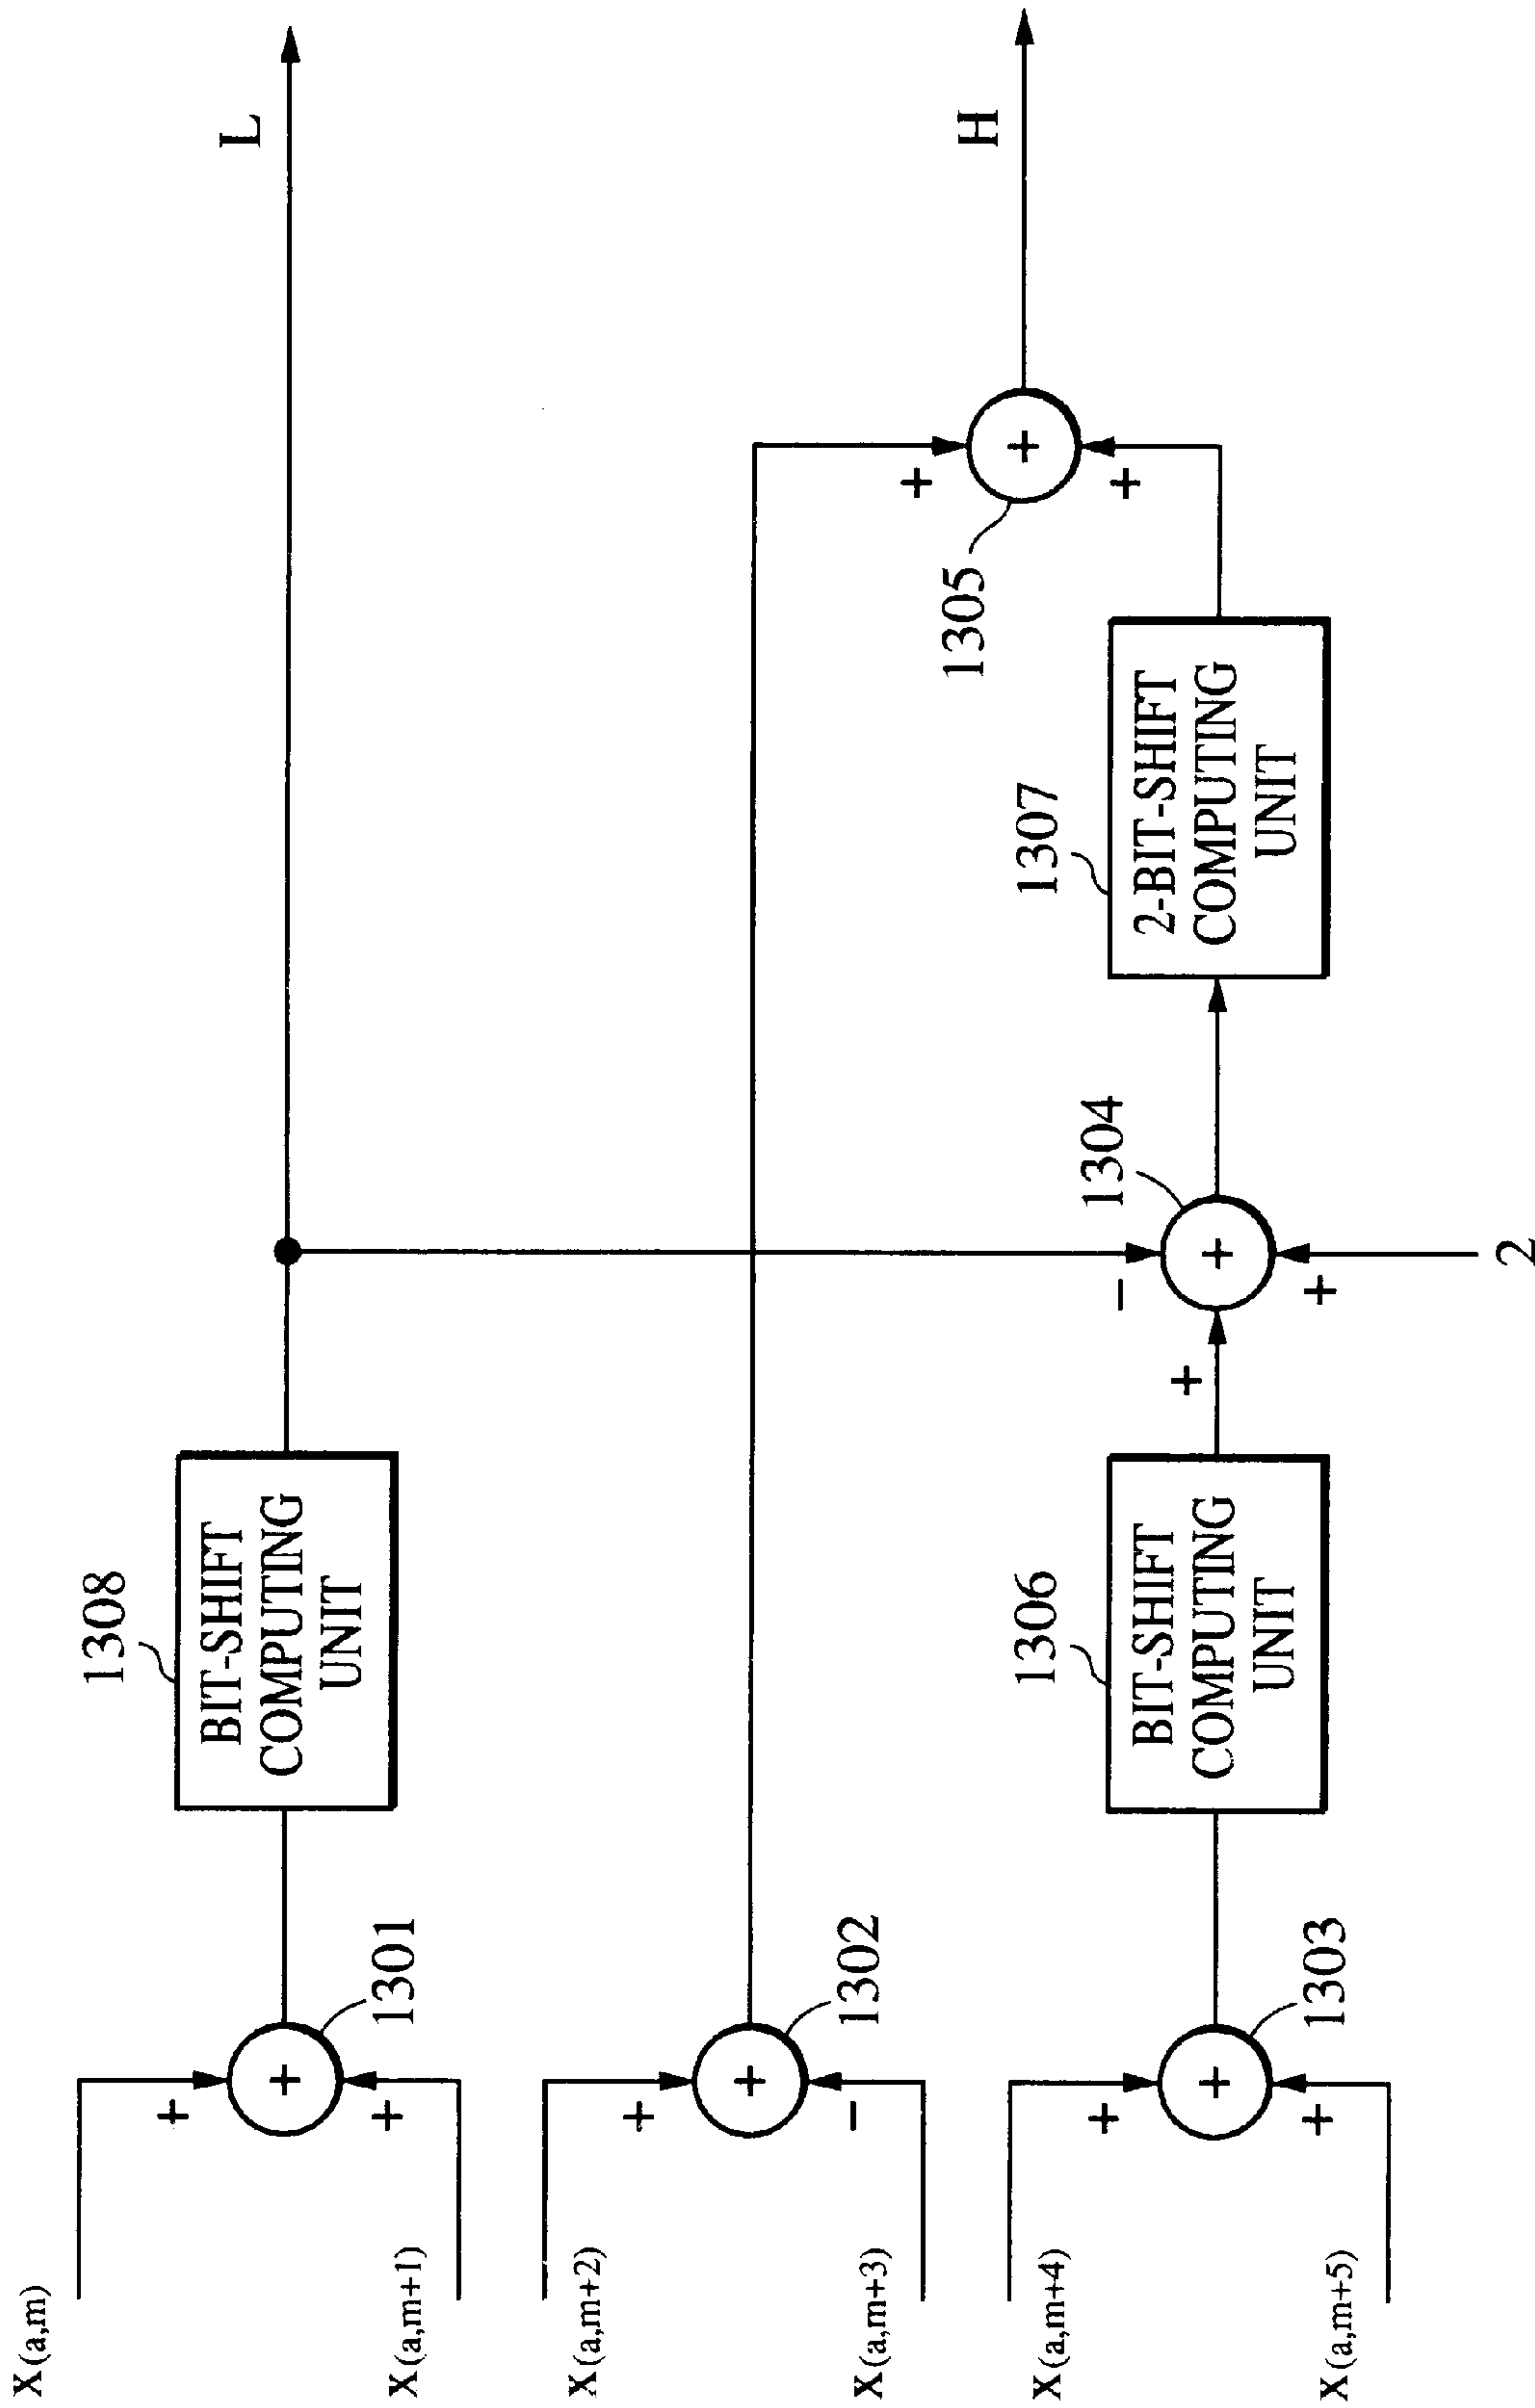 X(a,m)
+
+
+
1301
X(a,m+1)
1308
BIT-SHIFT
COMPUTING
UNIT
L
X(a,m+2)
+
+
−
1302
X(a,m+3)
X(a,m+4)
+
+
+
1303
X(a,m+5)
1306
BIT-SHIFT
COMPUTING
UNIT
+
−
+
+
1304
2
1307
2-BIT-SHIFT
COMPUTING
UNIT
+
+
+
1305
H